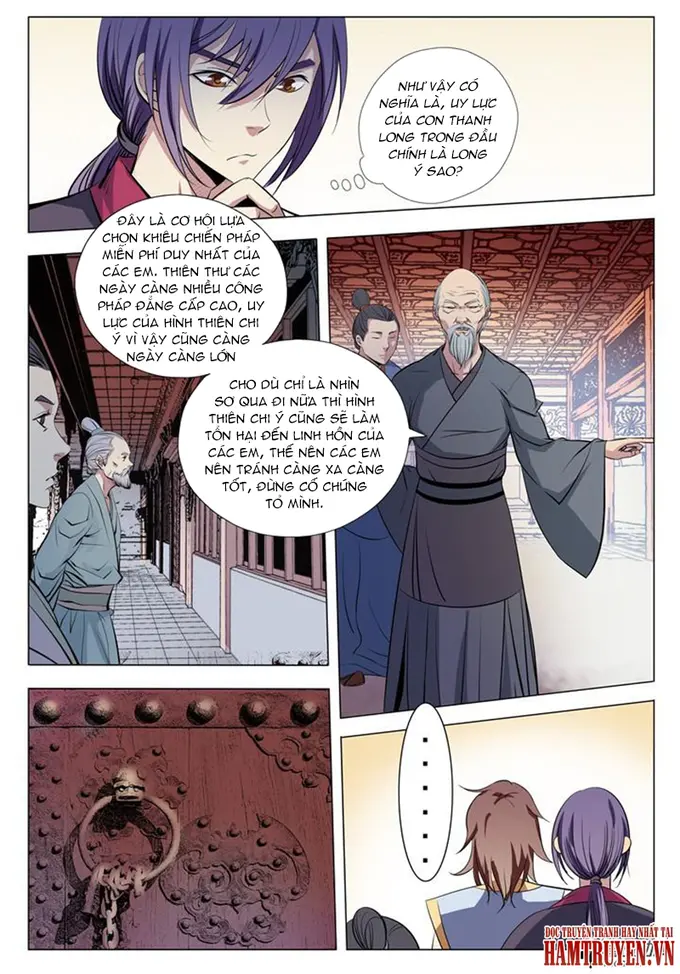 NHƯ VẬY CÓ
NGHĨA LÀ, UY LỰC
CỦA CON THANH
LONG TRONG ĐẦU
CHÍNH LÀ LONG
Ý SAO?
ĐÂY LÀ CƠ HỘI LỰA
CHỌN KHIÊU CHIẾN PHÁP
MIỄN PHÍ DUY NHẤT CỦA
CÁC EM. THIÊN THƯ CÁC
NGÀY CÀNG NHIỀU CÔNG
PHÁP ĐẲNG CẤP CAO, UY
LỰC CỦA HÌNH THIÊN CHI
Ý VÌ VẬY CŨNG CÀNG
NGÀY CÀNG LỚN
CHO DÙ CHỈ LÀ NHÌN
SƠ QUA ĐI NỮA THÌ HÌNH
THIÊN CHI Ý CŨNG SẼ LÀM
TỔN HẠI ĐẾN LINH HỒN CỦA
CÁC EM, THẾ NÊN CÁC EM
NÊN TRÁNH CÀNG XA CÀNG
TỐT, ĐỪNG CỐ CHỨNG
TỎ MÌNH.
......
ĐỌC TRUYỆN TRANH HAY NHẤT TẠI
HAMTRUYEN.VN